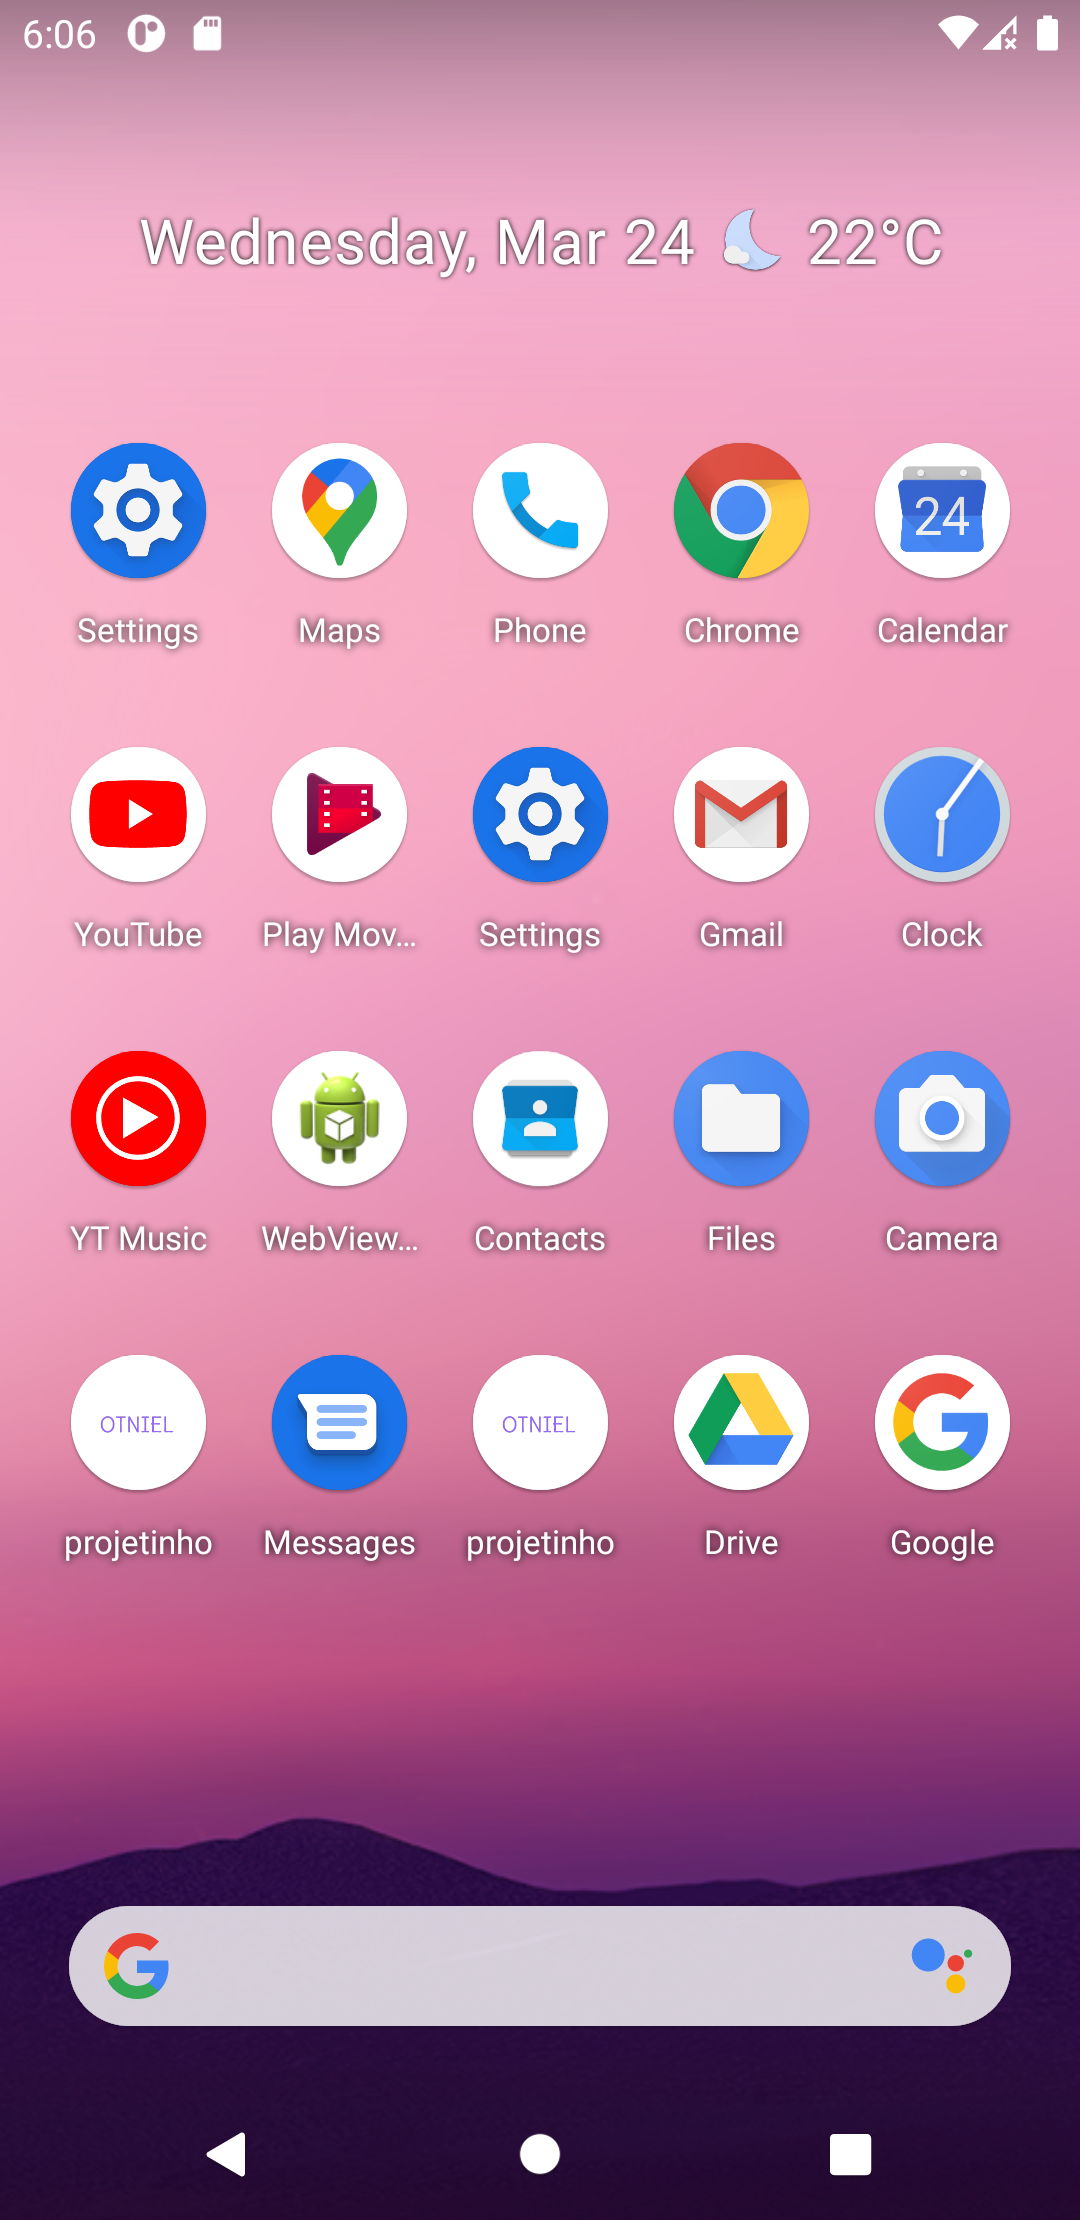 6:06
Wednesday, Mar 24 22°C
24
Settings Maps Phone Chrome Calendar
YouTube Play Mov... Settings Gmail Clock
YT Music WebView... Contacts Files Camera
OTNIEL OTNIEL
projetinho Messages projetinho Drive Google